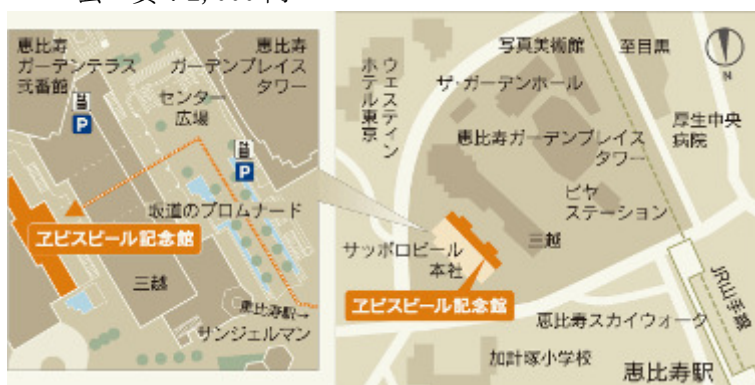 恵比寿
ガーデンテラス
弐番館
恵比寿
ガーデンプレイス
タワー
センター
広場
P
P
坂道のプロムナード
ヱビスビール記念館
三越
恵比寿駅→
サンジェルマン
写真美術館
至目黒
N
ウェスティン
ホテル東京
ザ・ガーデンホール
厚生中央
病院
恵比寿ガーデンプレイス
タワー
ビヤ
ステーション
三越
サッポロビール
本社
ヱビスビール記念館
JR山手線
恵比寿スカイウォーク
加計塚小学校
恵比寿駅